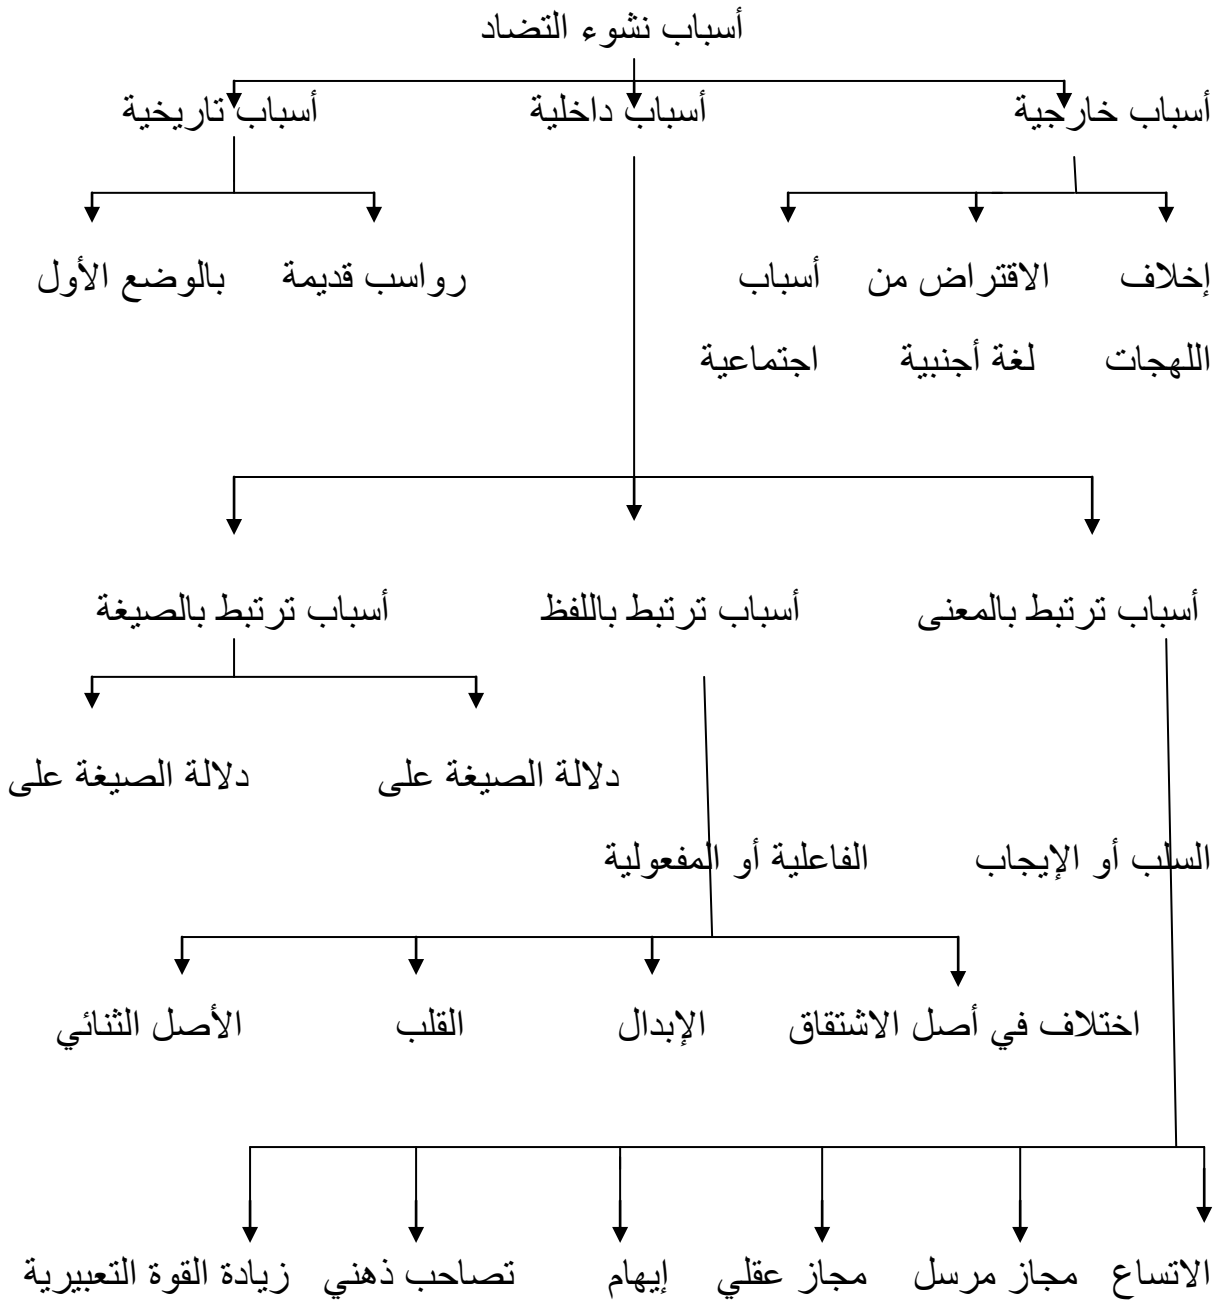 أسباب نشوء التضاد
أسباب خارجية أسباب داخلية أسباب تاريخية
إخلاف الاقتراض من أسباب رواسب قديمة بالوضع الأول
اللهجات لغة أجنبية اجتماعية
أسباب ترتبط بالمعنى أسباب ترتبط باللفظ أسباب ترتبط بالصيغة
دلالة الصيغة على دلالة الصيغة على
السلب أو الإيجاب الفاعلية أو المفعولية
اختلاف في أصل الاشتقاق الإبدال القلب الأصل الثنائي
الاتساع مجاز مرسل مجاز عقلي إيهام تصاحب ذهني زيادة القوة التعبيرية